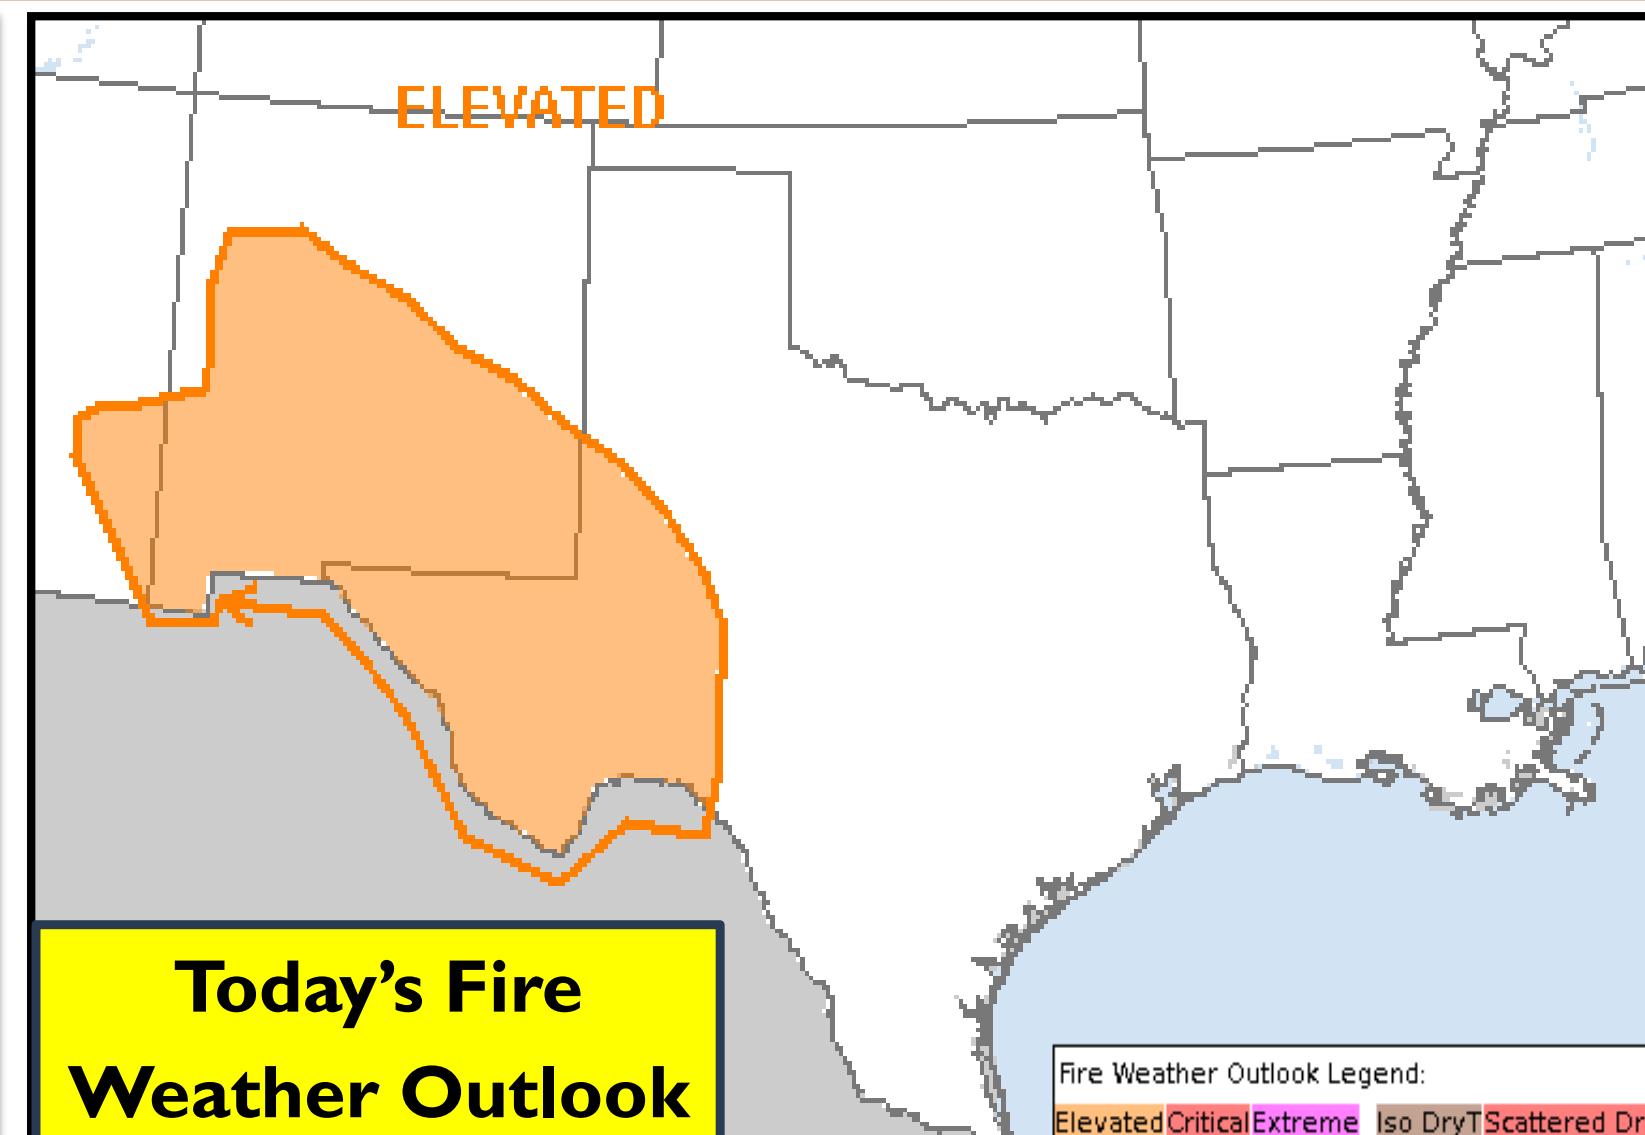 ELEVATED
Today’s Fire
Weather Outlook
Fire Weather Outlook Legend:
Elevated Critical Extreme Iso DryT Scattered Dr